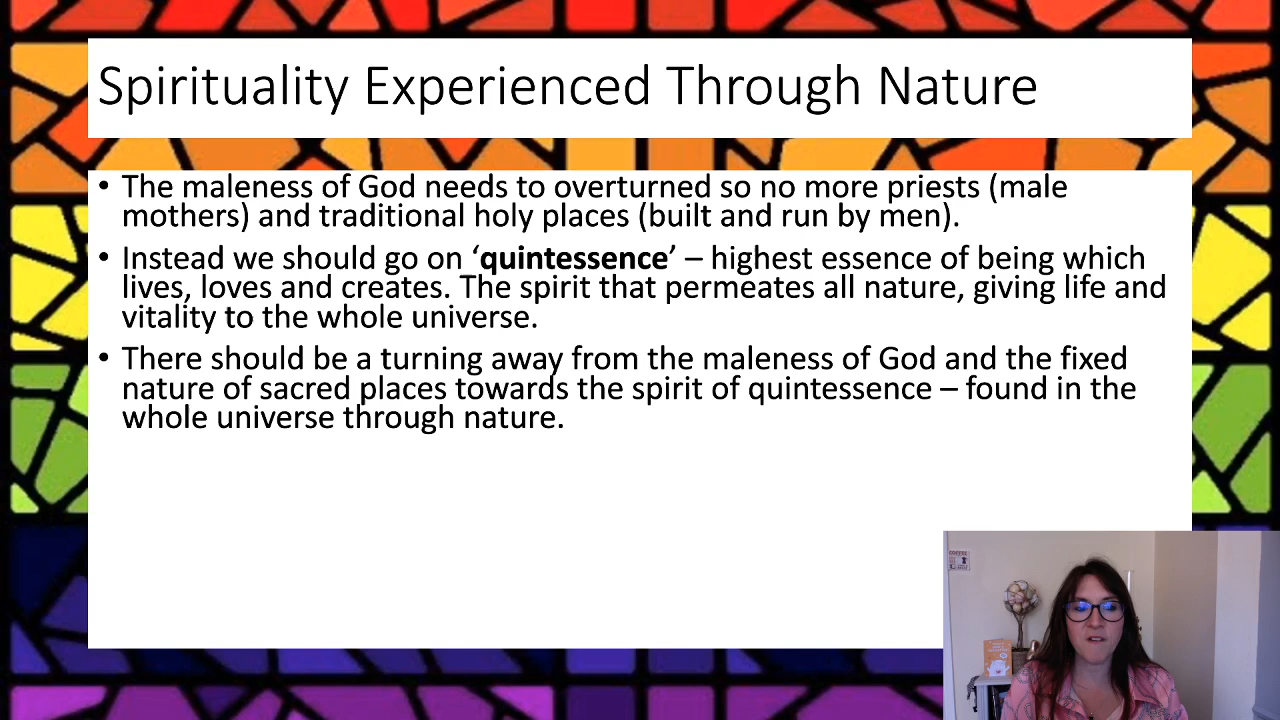 Spirituality Experienced Through Nature
• The maleness of God needs to overturned so no more priests (male
mothers) and traditional holy places (built and run by men).
• Instead we should go on ‘quintessence’ – highest essence of being which
lives, loves and creates. The spirit that permeates all nature, giving life and
vitality to the whole universe.
• There should be a turning away from the maleness of God and the fixed
nature of sacred places towards the spirit of quintessence – found in the
whole universe through nature.